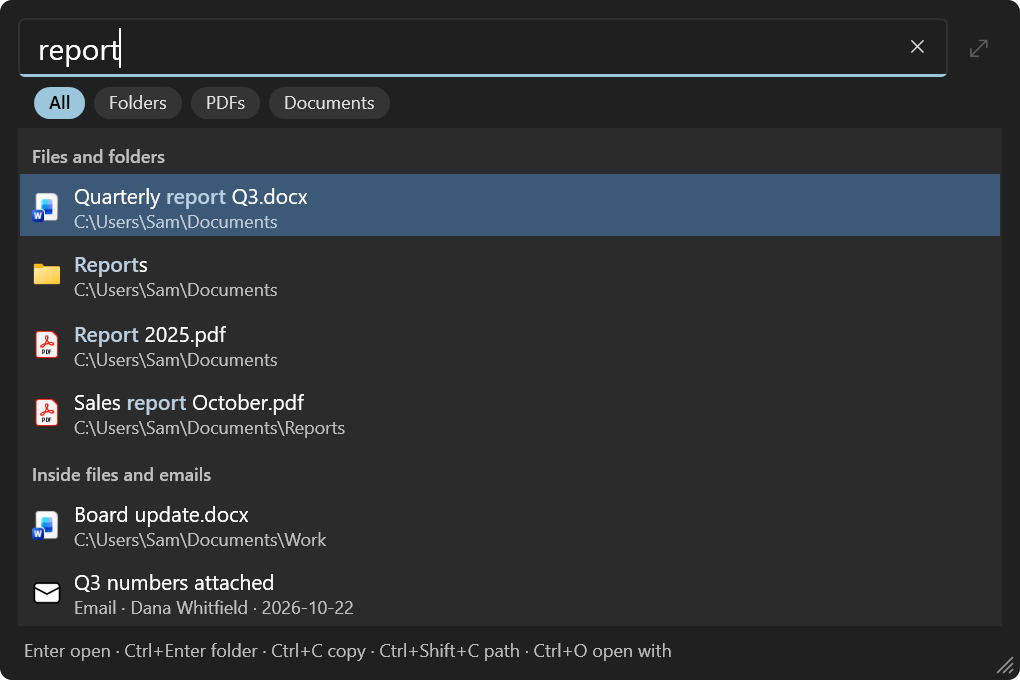 report
All Folders PDFs Documents
Files and folders
Quarterly report Q3.docx
C:\Users\Sam\Documents
Reports
C:\Users\Sam\Documents
Report 2025.pdf
C:\Users\Sam\Documents
Sales report October.pdf
C:\Users\Sam\Documents\Reports
Inside files and emails
Board update.docx
C:\Users\Sam\Documents\Work
Q3 numbers attached
Email · Dana Whitfield · 2026-10-22
Enter open · Ctrl+Enter folder · Ctrl+C copy · Ctrl+Shift+C path · Ctrl+O open with